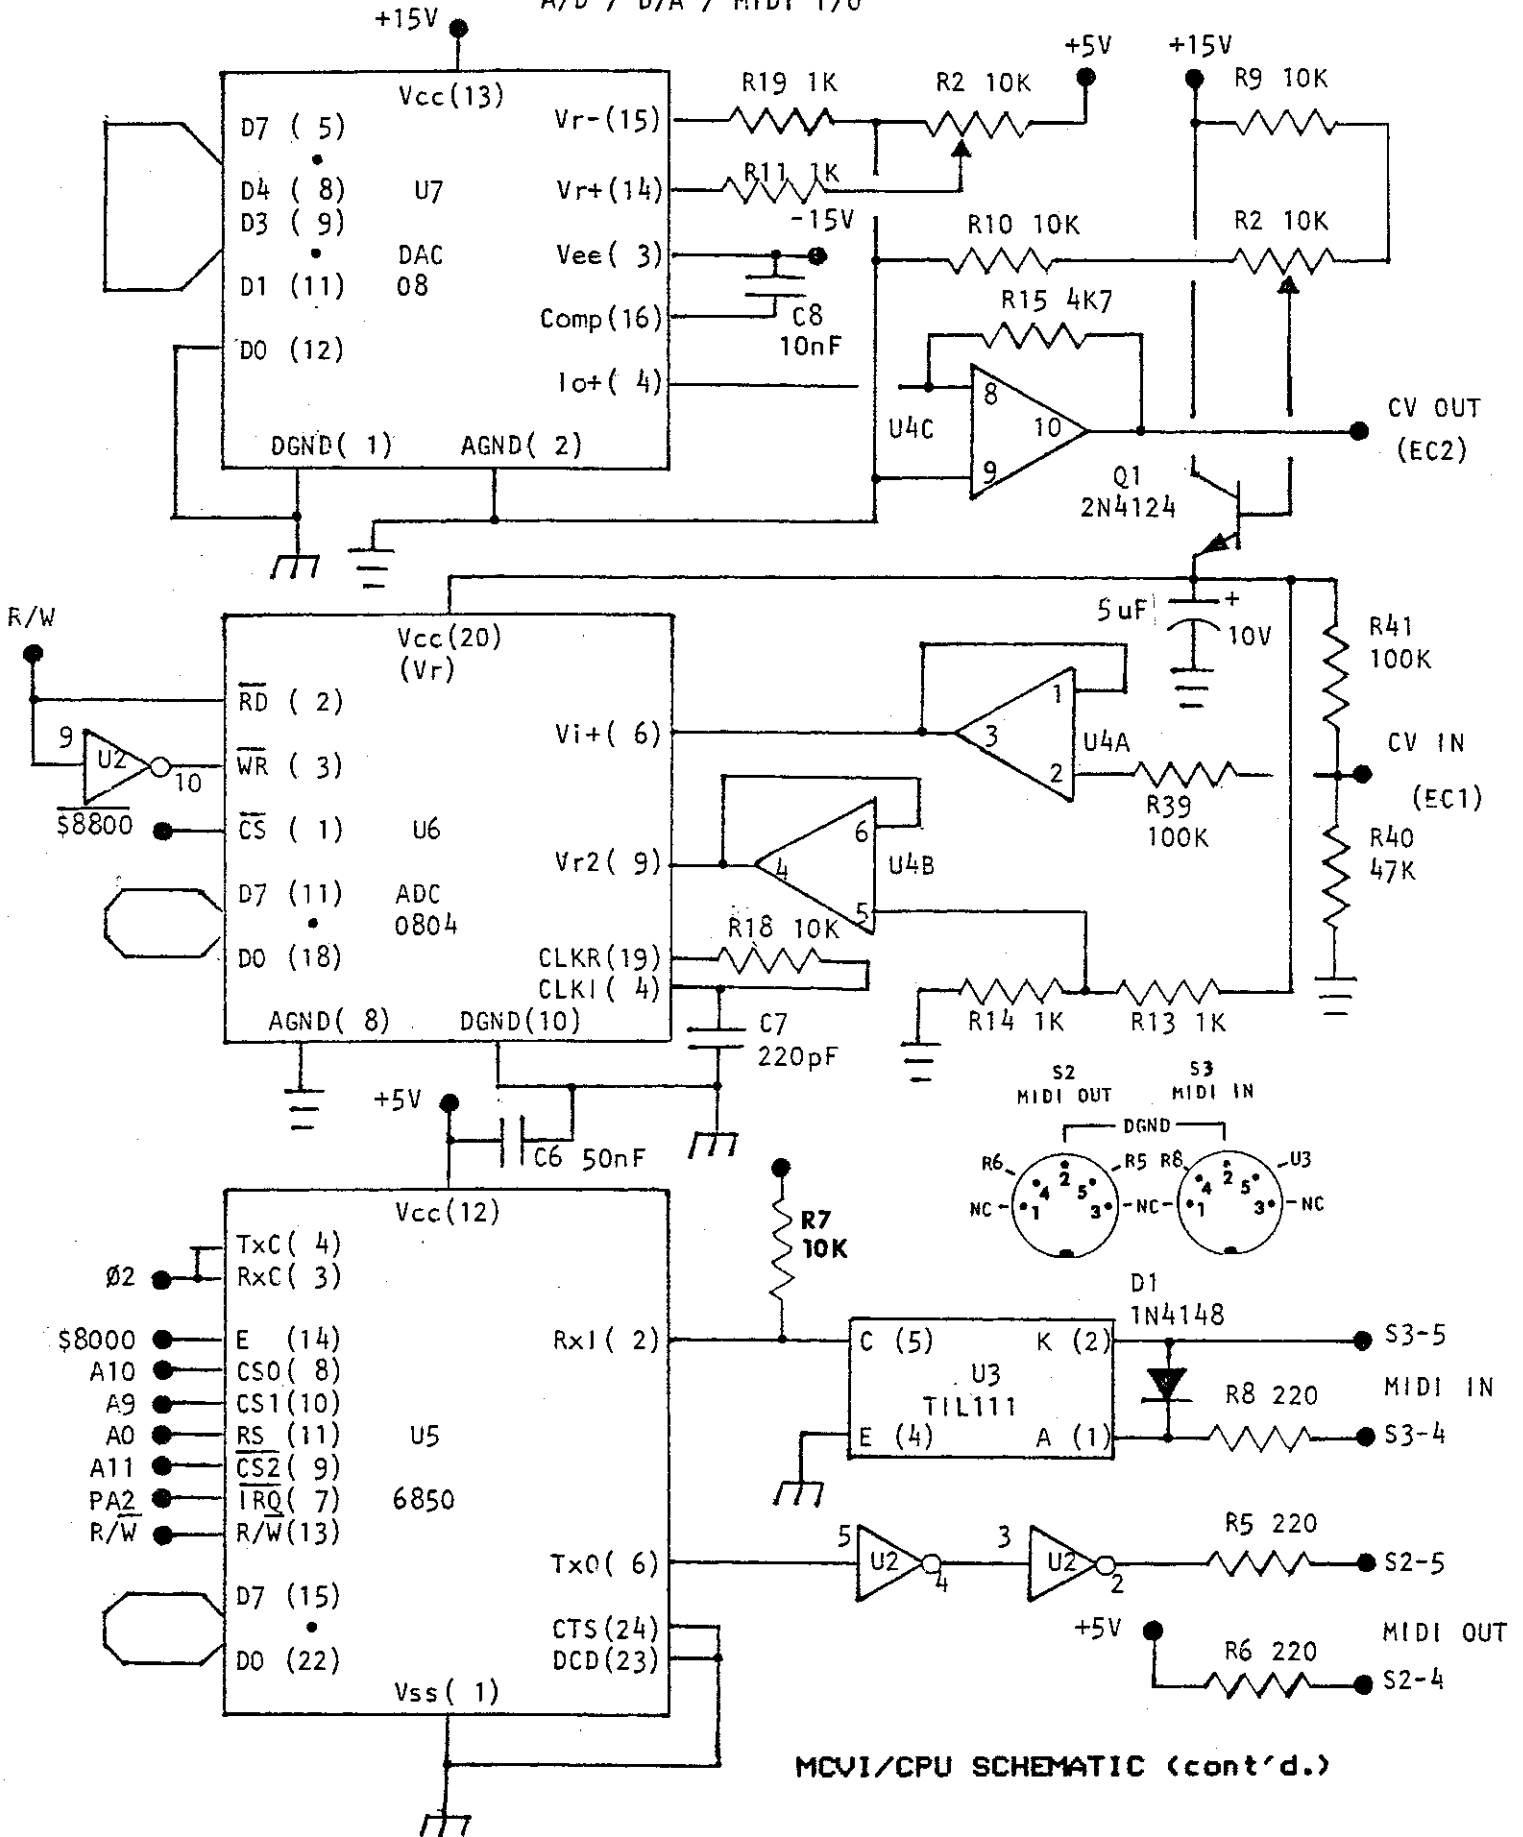 A/D / D/A / MIDI I/O
+15V
+5V
+15V
Vcc(13)
D7 ( 5)
D4 ( 8)
D3 ( 9)
D1 (11)
D0 (12)
U7
DAC
08
Vr-(15)
Vr+(14)
Vee( 3)
Comp(16)
Io+( 4)
DGND( 1)
AGND( 2)
R19 1K
R2 10K
R9 10K
R11 1K
-15V
R10 10K
R2 10K
C8
10nF
R15 4K7
8
9
10
U4C
CV OUT
(EC2)
Q1
2N4124
R/W
Vcc(20)
(Vr)
RD ( 2)
9
U2
10
WR ( 3)
$8800
CS ( 1)
U6
D7 (11)
ADC
0804
D0 (18)
Vi+( 6)
Vr2( 9)
CLKR(19)
CLKI( 4)
AGND( 8)
DGND(10)
5uF
+
10V
R41
100K
1
3
2
U4A
CV IN
(EC1)
R39
100K
6
4
5
U4B
R40
47K
R18 10K
R14 1K
R13 1K
C7
220pF
+5V
C6 50nF
S2
MIDI OUT
S3
MIDI IN
DGND
R6
R5
R8
U3
2
4
5
1
3
2
4
5
1
3
NC
NC
NC
R7
10K
Vcc(12)
TxC( 4)
Ø2
RxC( 3)
$8000
E (14)
A10
CS0( 8)
A9
CS1(10)
A0
RS (11)
A11
CS2( 9)
PA2
IRQ( 7)
R/W
R/W(13)
U5
6850
D7 (15)
D0 (22)
RxI( 2)
TxO( 6)
CTS(24)
DCD(23)
Vss( 1)
D1
1N4148
C (5)
K (2)
U3
TIL111
E (4)
A (1)
S3-5
MIDI IN
R8 220
S3-4
5
U2
4
3
U2
2
R5 220
S2-5
+5V
MIDI OUT
R6 220
S2-4
MCVI/CPU SCHEMATIC (cont'd.)